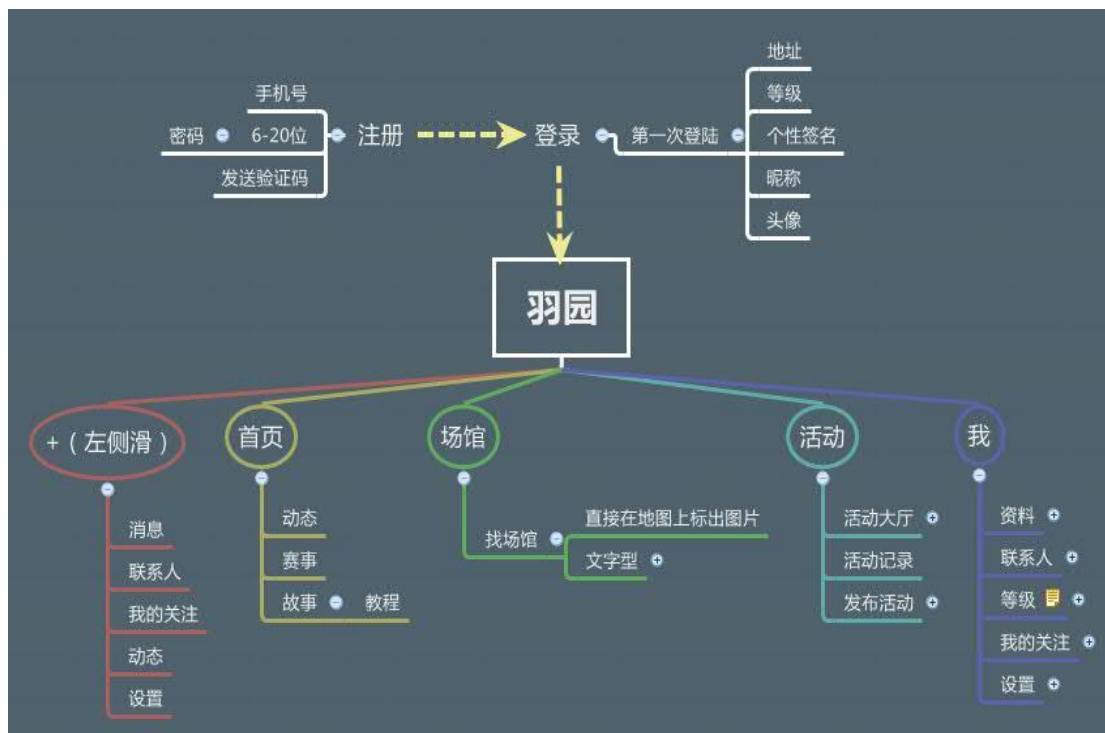 地址
手机号
等级
密码
6-20位
注册
登录
第一次登陆
个性签名
发送验证码
昵称
头像
羽园
+（左侧滑）
首页
场馆
活动
我
消息
联系人
我的关注
动态
设置
动态
赛事
故事
教程
找场馆
直接在地图上标出图片
文字型
活动大厅
活动记录
发布活动
资料
联系人
等级
我的关注
设置